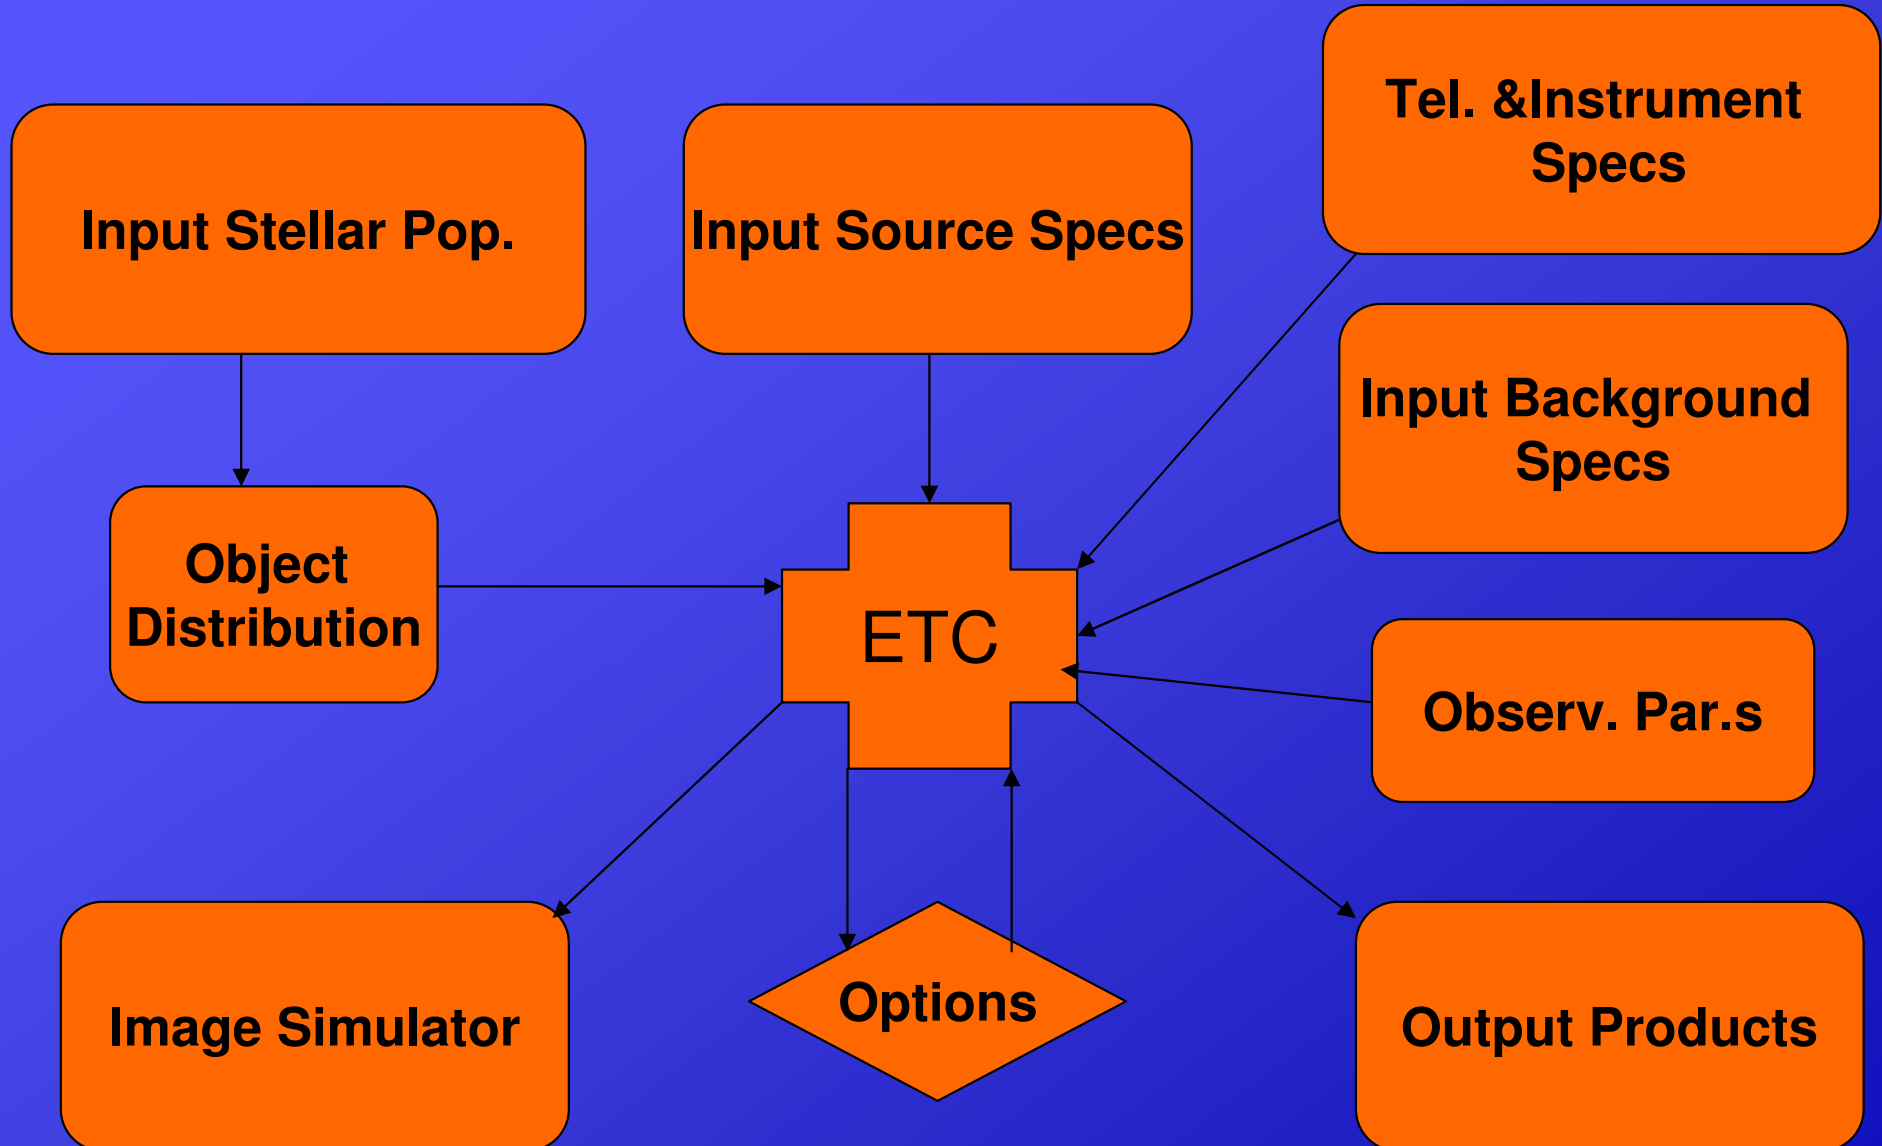 Tel. &Instrument
Specs
Input Stellar Pop.
Input Source Specs
Input Background
Specs
Object
Distribution
ETC
Observ. Par.s
Image Simulator
Options
Output Products